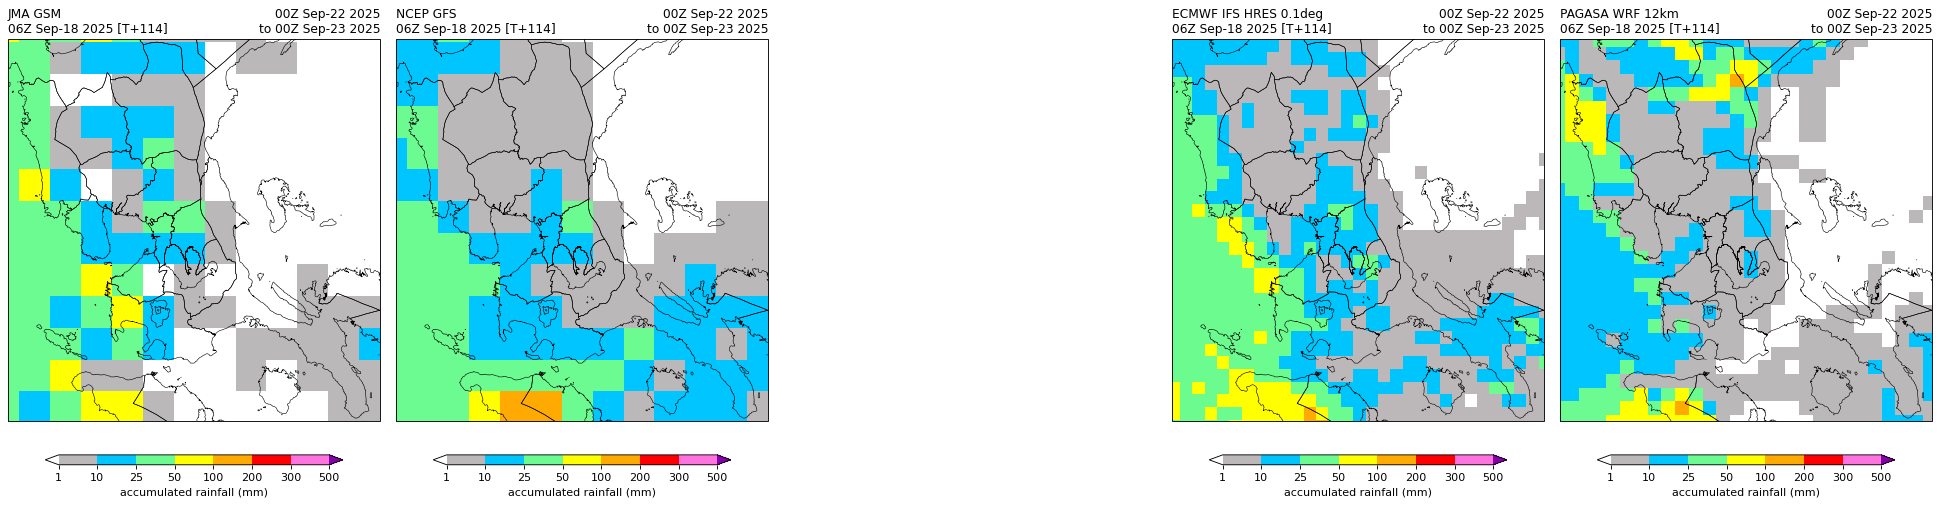 JMA GSM 00Z Sep-22 2025
06Z Sep-18 2025 [T+114] to 00Z Sep-23 2025
NCEP GFS 00Z Sep-22 2025
06Z Sep-18 2025 [T+114] to 00Z Sep-23 2025
ECMWF IFS HRES 0.1deg 00Z Sep-22 2025
06Z Sep-18 2025 [T+114] to 00Z Sep-23 2025
PAGASA WRF 12km 00Z Sep-22 2025
06Z Sep-18 2025 [T+114] to 00Z Sep-23 2025
1 10 25 50 100 200 300 500
accumulated rainfall (mm)
1 10 25 50 100 200 300 500
accumulated rainfall (mm)
1 10 25 50 100 200 300 500
accumulated rainfall (mm)
1 10 25 50 100 200 300 500
accumulated rainfall (mm)